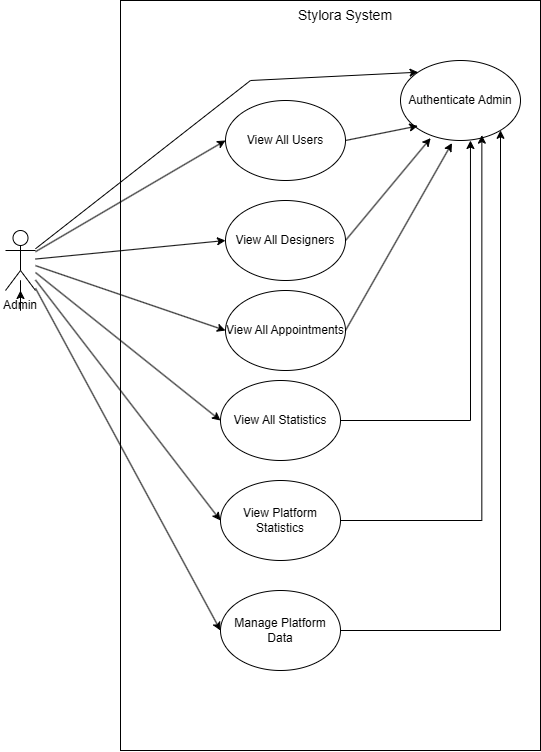 Stylora System
Authenticate Admin
View All Users
View All Designers
Admin
View All Appointments
View All Statistics
View Platform
Statistics
Manage Platform
Data